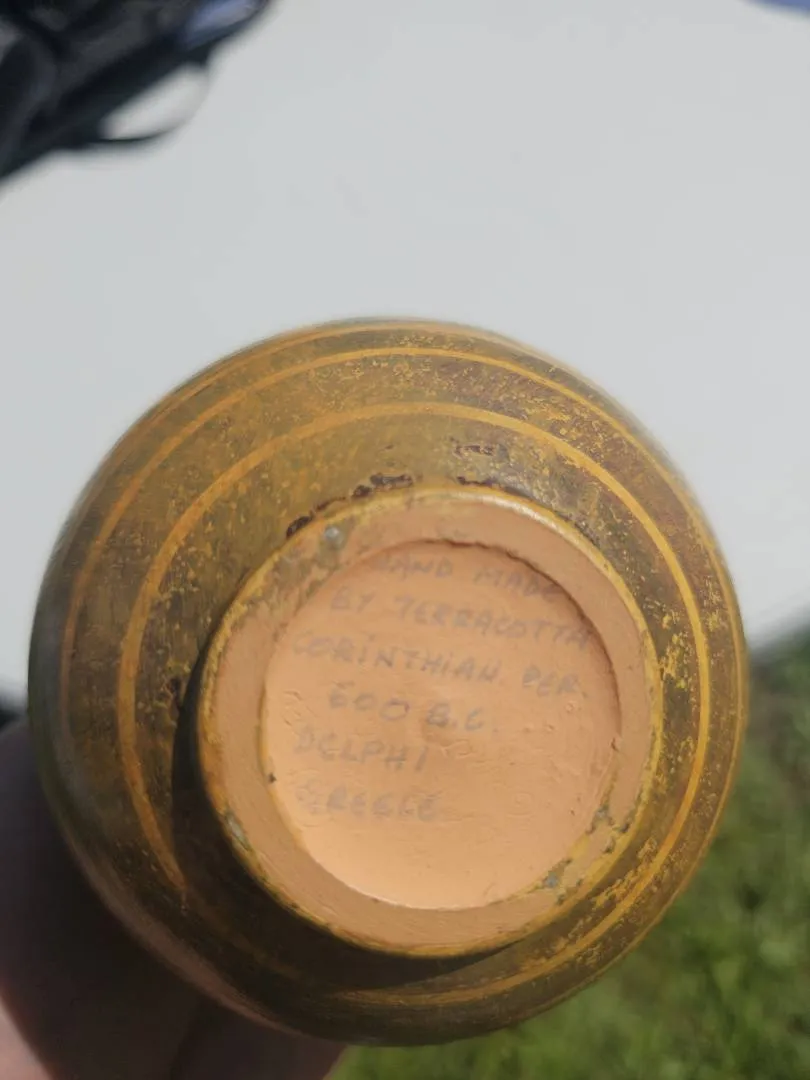 HAND MADE
BY TERRACOTTA
CORINTHIAN PER.
600 B.C.
DELPHI
GREECE